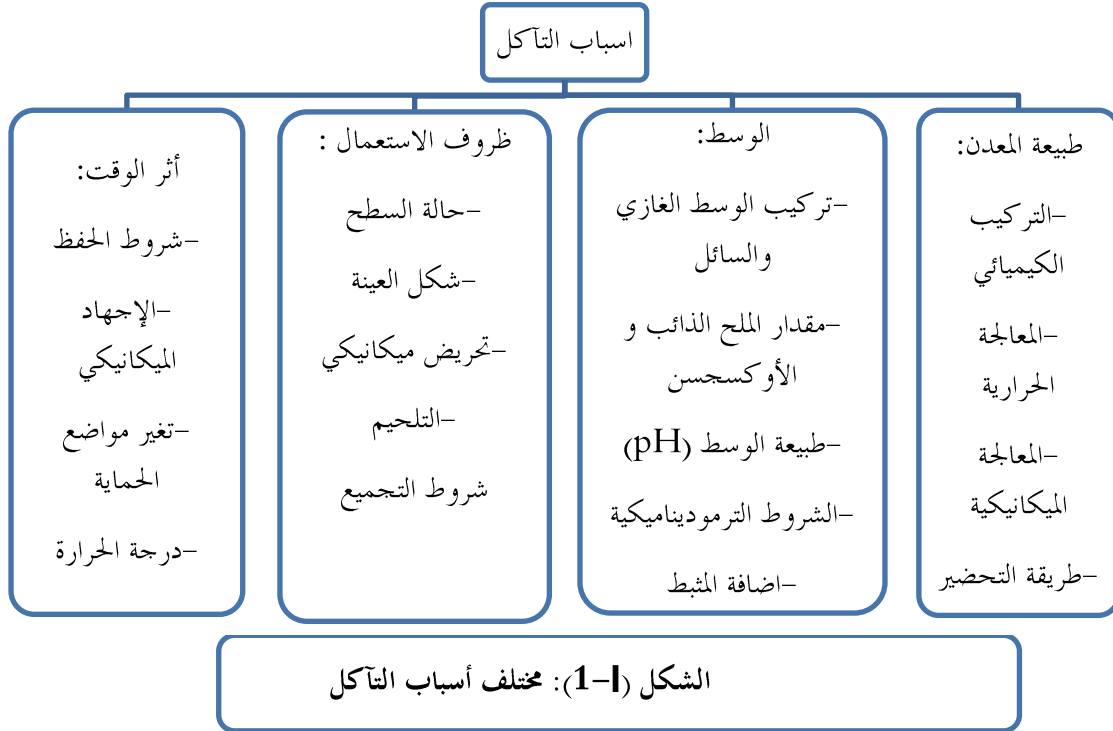 اسباب التآكل
طبيعة المعدن:
–التركيب
الكيميائي
–المعالجة
الحرارية
–المعالجة
الميكانيكية
–طريقة التحضير
الوسط:
–تركيب الوسط الغازي
والسائل
–مقدار الملح الذائب و
الأوكسجسن
–طبيعة الوسط (pH)
–الشروط الترموديناميكية
–اضافة المثبط
ظروف الاستعمال :
–حالة السطح
–شكل العينة
–تحريض ميكانيكي
–التلحيم
شروط التجميع
أثر الوقت:
–شروط الحفظ
–الإجهاد
الميكانيكي
–تغير مواضع
الحماية
–درجة الحرارة
الشكل (I–1): مختلف أسباب التآكل